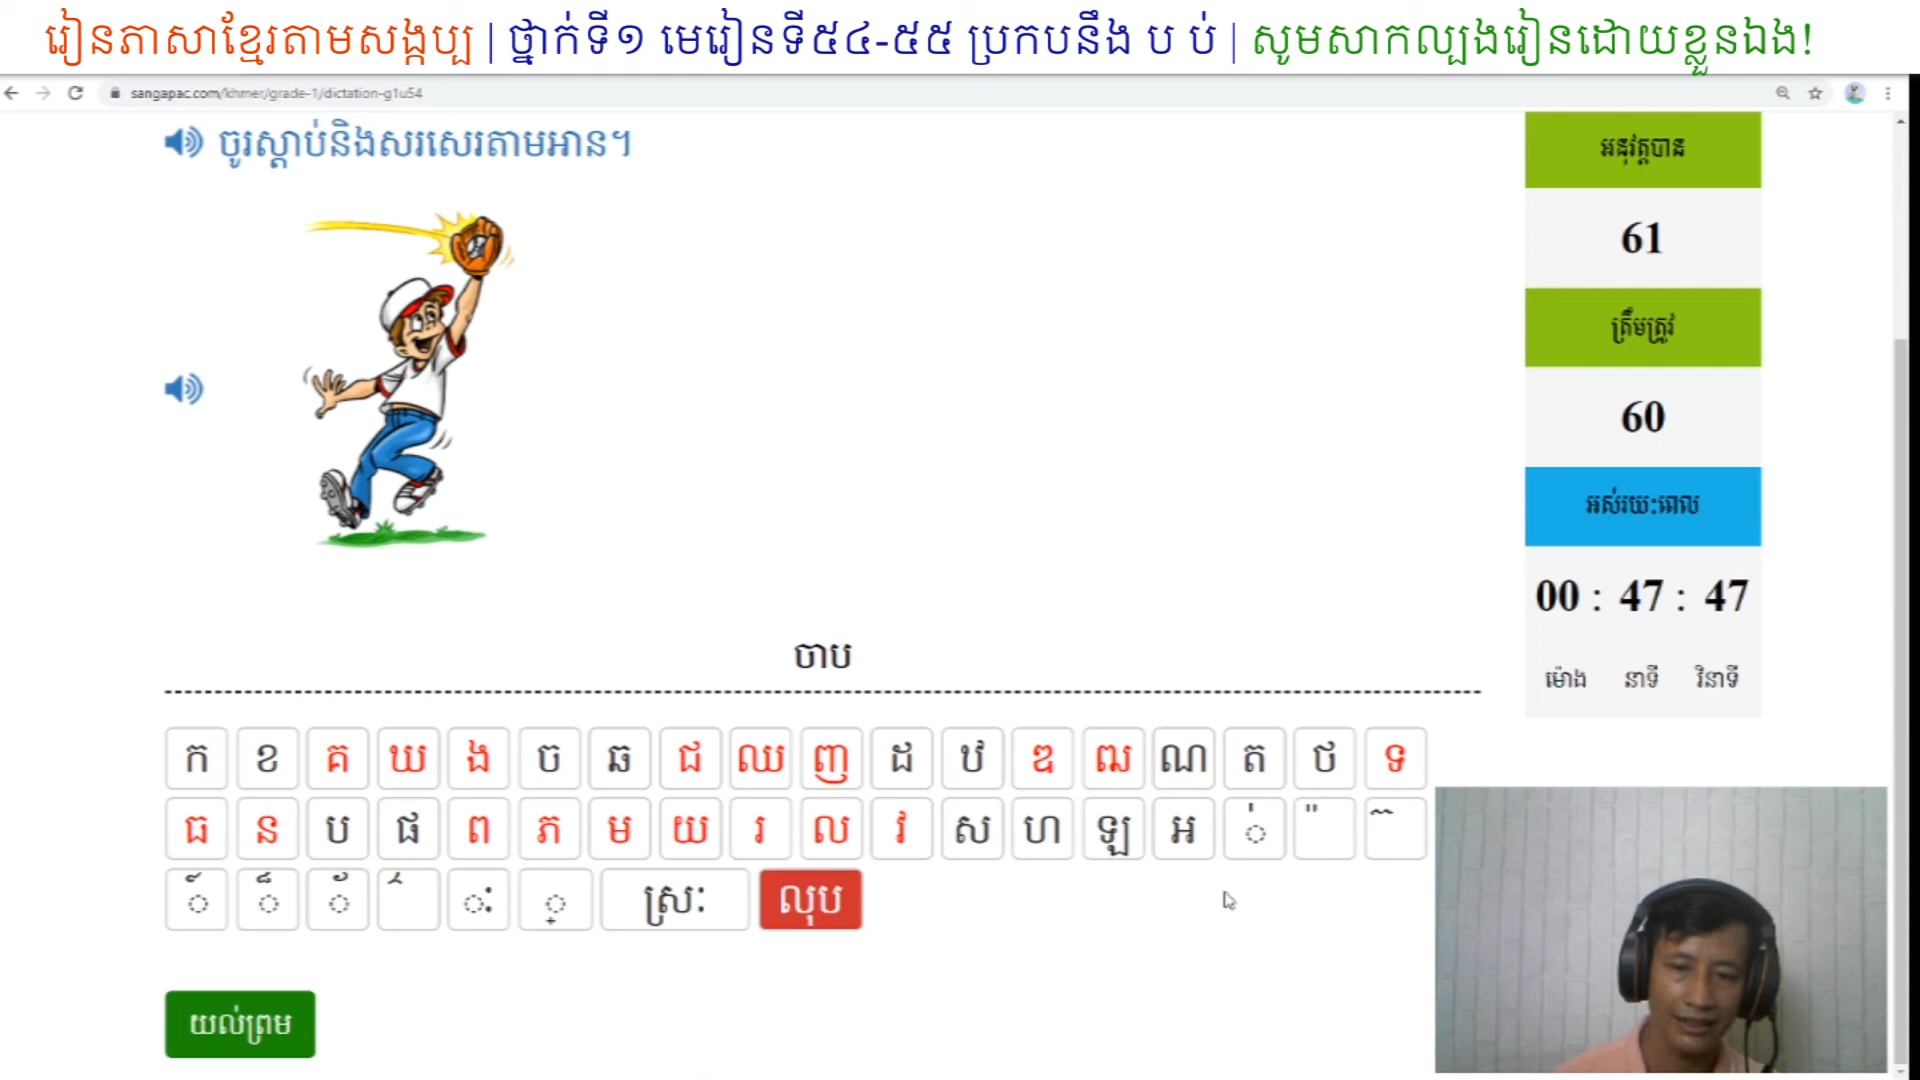 រៀនភាសាខ្មែរតាមសង្កប្ប | ថ្នាក់ទី១ មេរៀនទី៥៤-៥៥ ប្រកបនឹង ប ប់ | សូមសាកល្បងរៀនដោយខ្លួនឯង!
sangapac.com/khmer/grade-1/dictation-g1u54
ចូរស្តាប់និងសរសេរតាមអាន។
អនុវត្តបាន
61
ត្រឹមត្រូវ
60
អស់រយៈពេល
00 : 47 : 47
ម៉ោង នាទី វិនាទី
ចាប
ក ខ គ ឃ ង ច ឆ ជ ឈ ញ ដ ឋ ឌ ឍ ណ ត ថ ទ
ធ ន ប ផ ព ភ ម យ រ ល វ ស ហ ឡ អ ់ ៉ ៊
៍ ៏ ័ ៌ ៈ ្ ស្រៈ លុប
យល់ព្រម